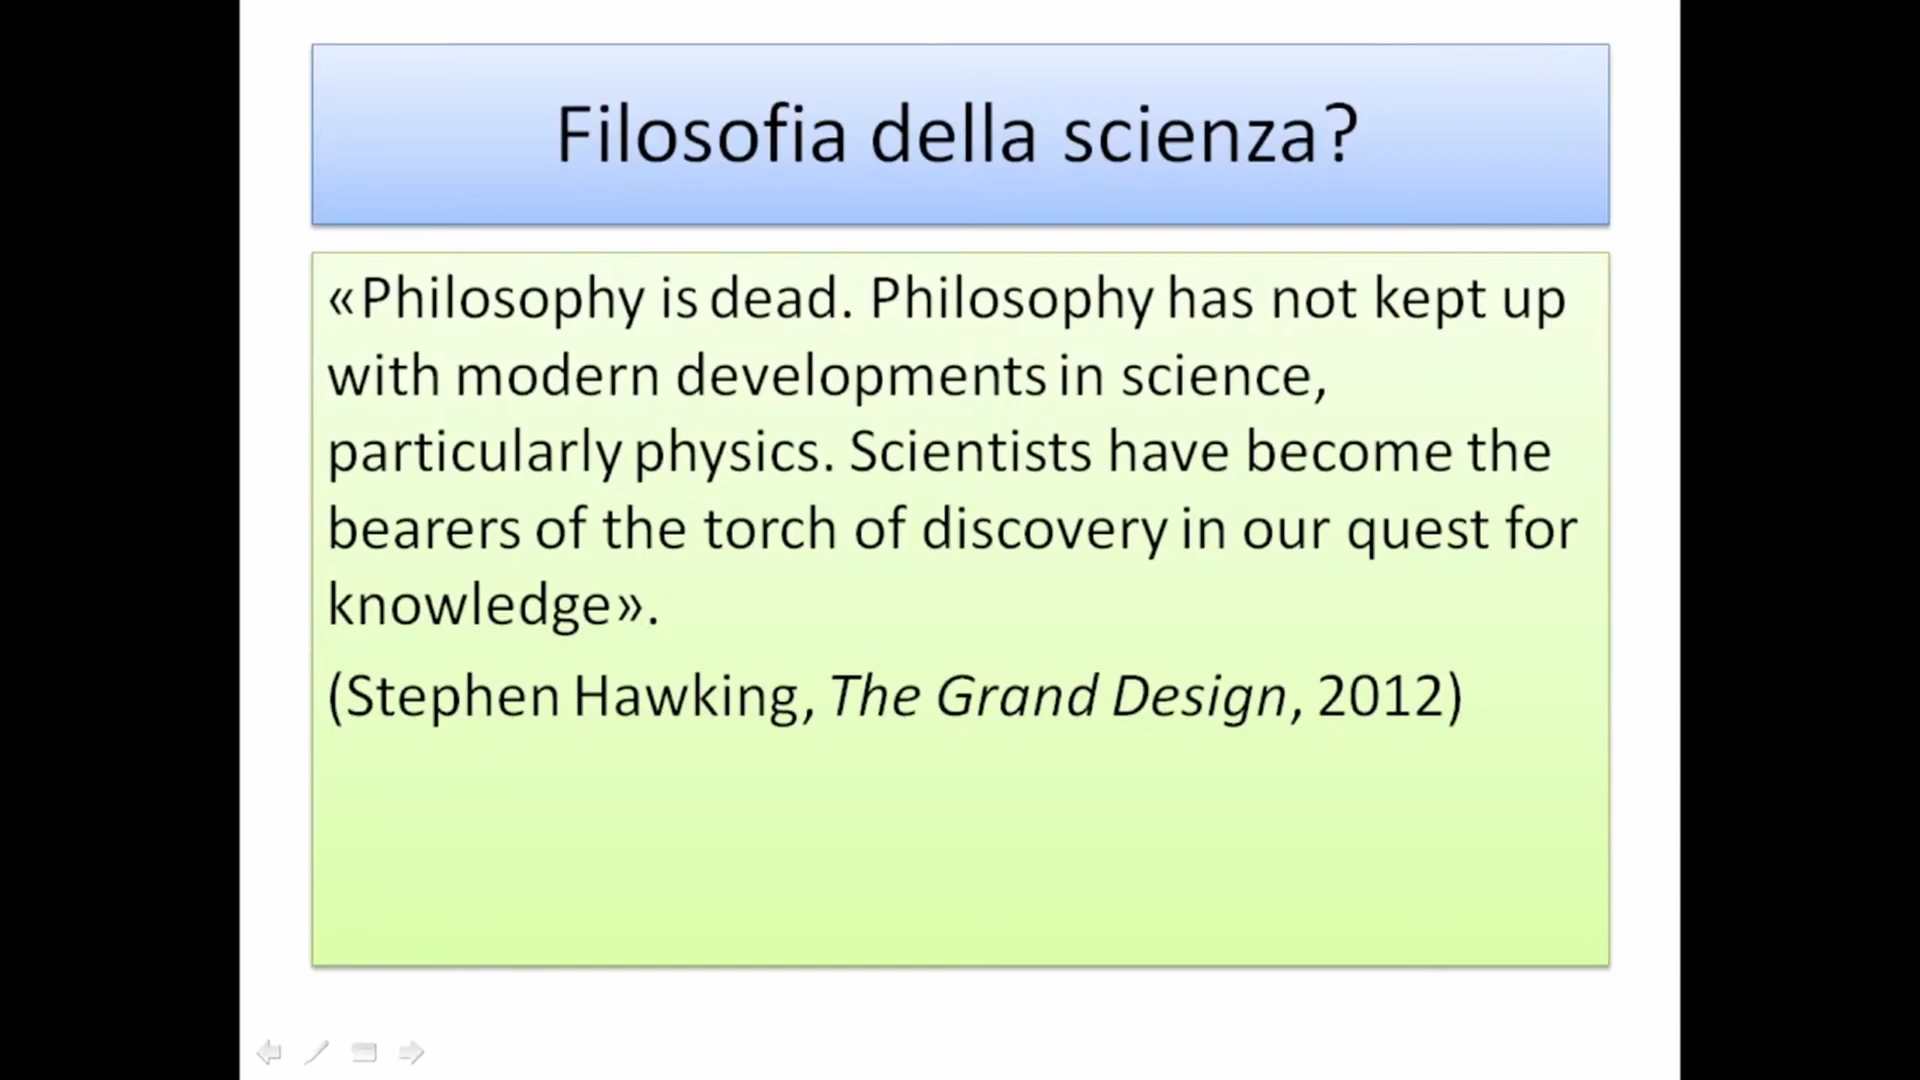 Filosofia della scienza?
«Philosophy is dead. Philosophy has not kept up
with modern developments in science,
particularly physics. Scientists have become the
bearers of the torch of discovery in our quest for
knowledge».
(Stephen Hawking, The Grand Design, 2012)